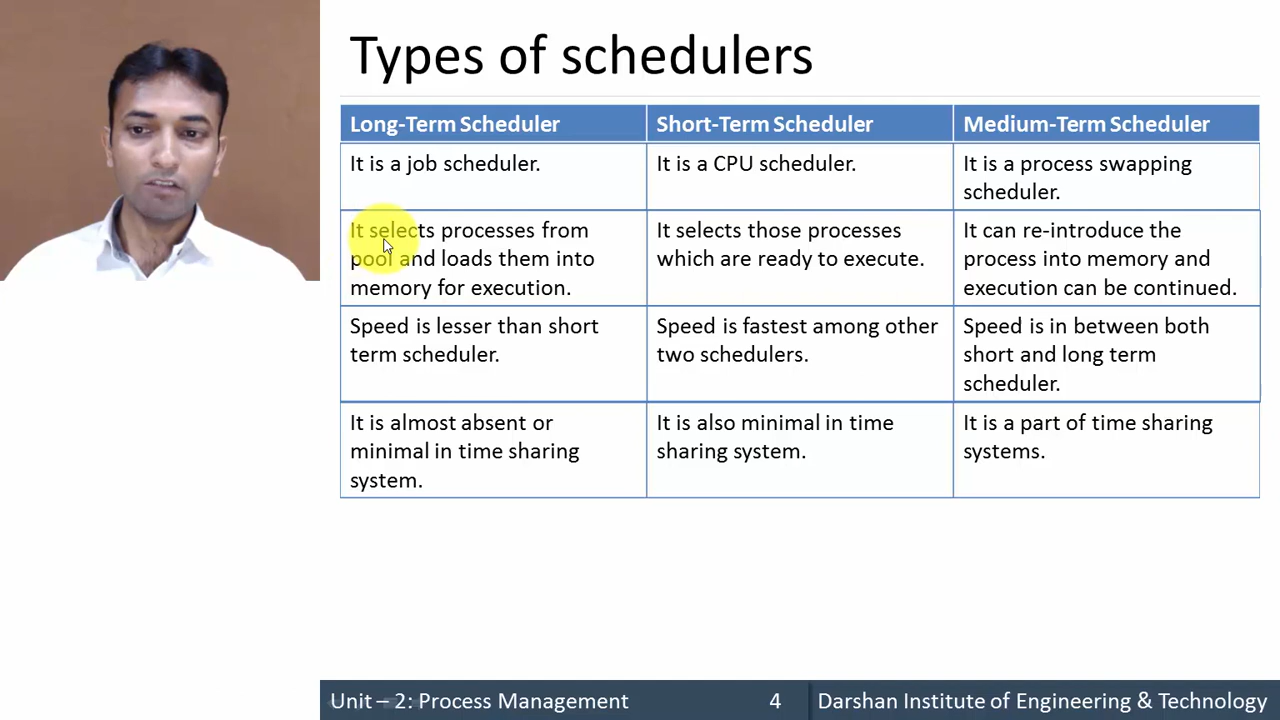 Types of schedulers
Long-Term Scheduler
Short-Term Scheduler
Medium-Term Scheduler
It is a job scheduler.
It is a CPU scheduler.
It is a process swapping
scheduler.
It selects processes from
pool and loads them into
memory for execution.
It selects those processes
which are ready to execute.
It can re-introduce the
process into memory and
execution can be continued.
Speed is lesser than short
term scheduler.
Speed is fastest among other
two schedulers.
Speed is in between both
short and long term
scheduler.
It is almost absent or
minimal in time sharing
system.
It is also minimal in time
sharing system.
It is a part of time sharing
systems.
Unit – 2: Process Management
4
Darshan Institute of Engineering & Technology